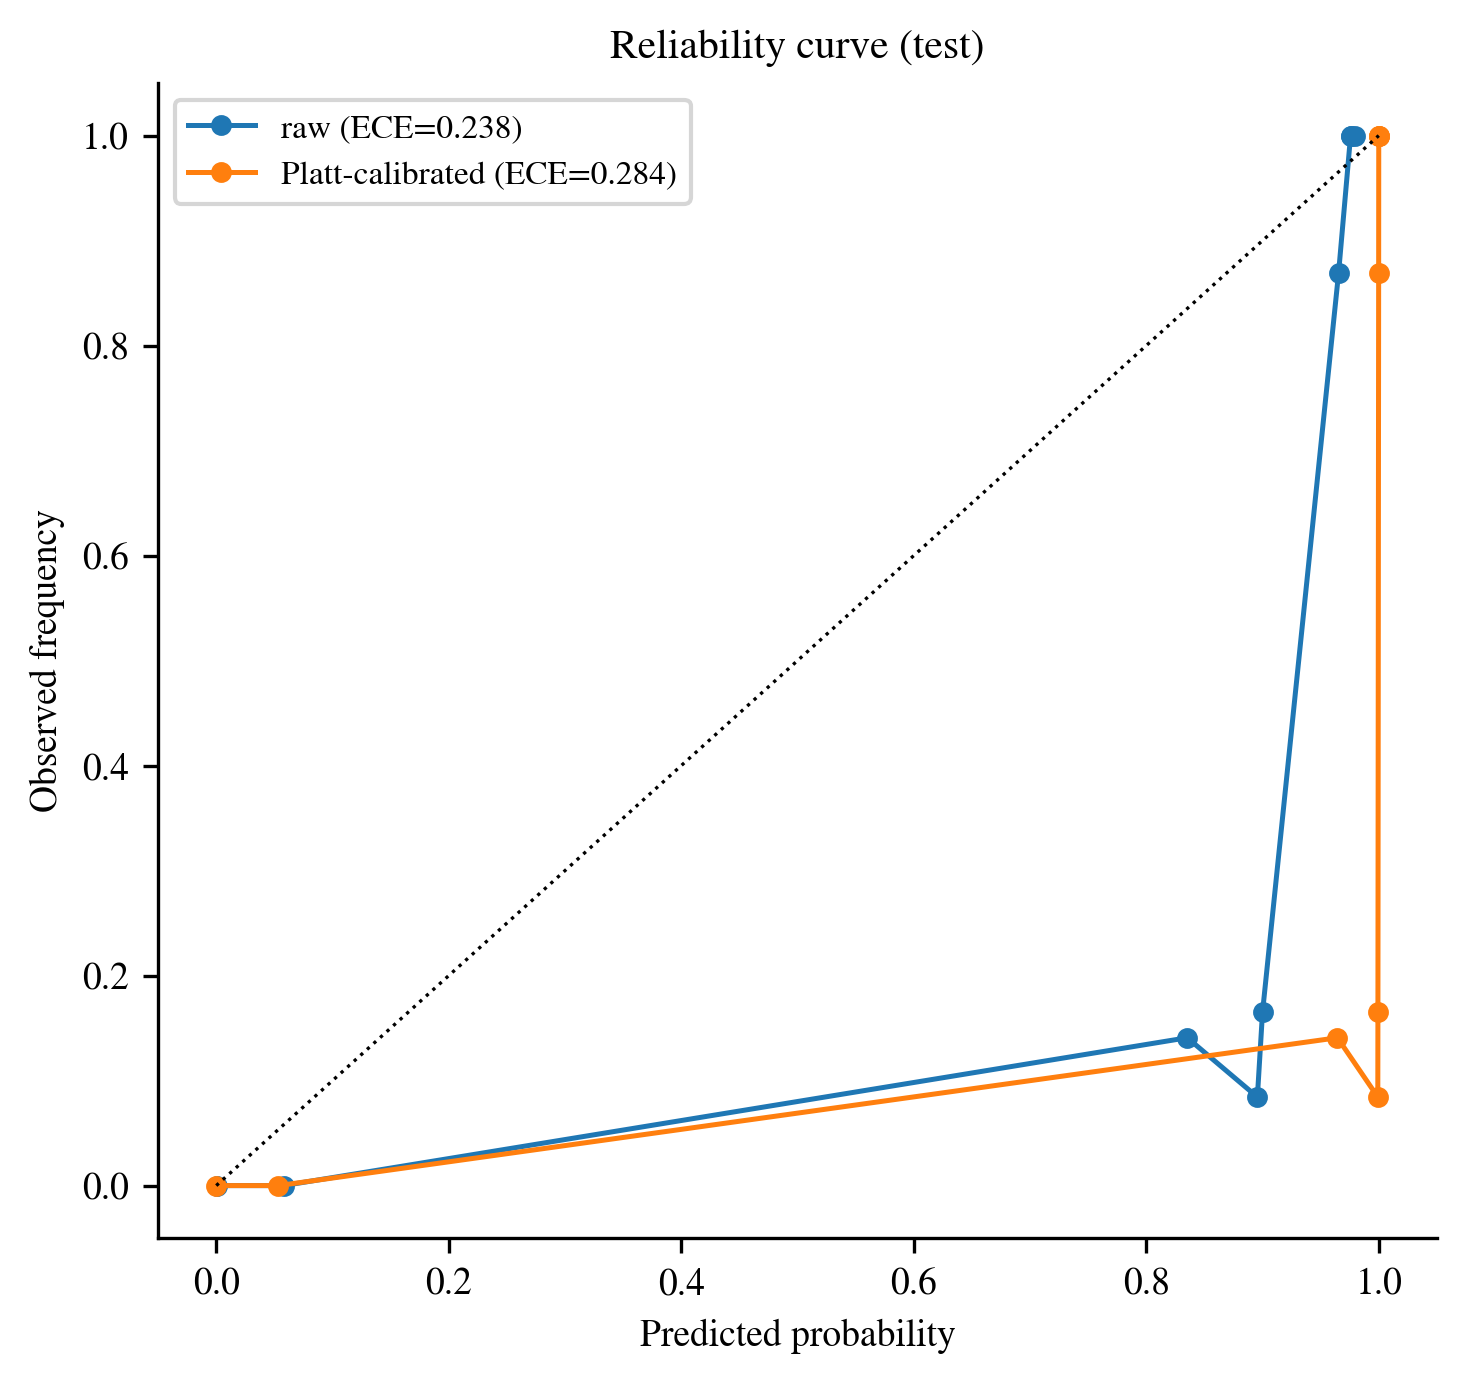 Reliability curve (test)
raw (ECE=0.238)
Platt-calibrated (ECE=0.284)
1.0
0.8
0.6
0.4
0.2
0.0
Observed frequency
0.0 0.2 0.4 0.6 0.8 1.0
Predicted probability